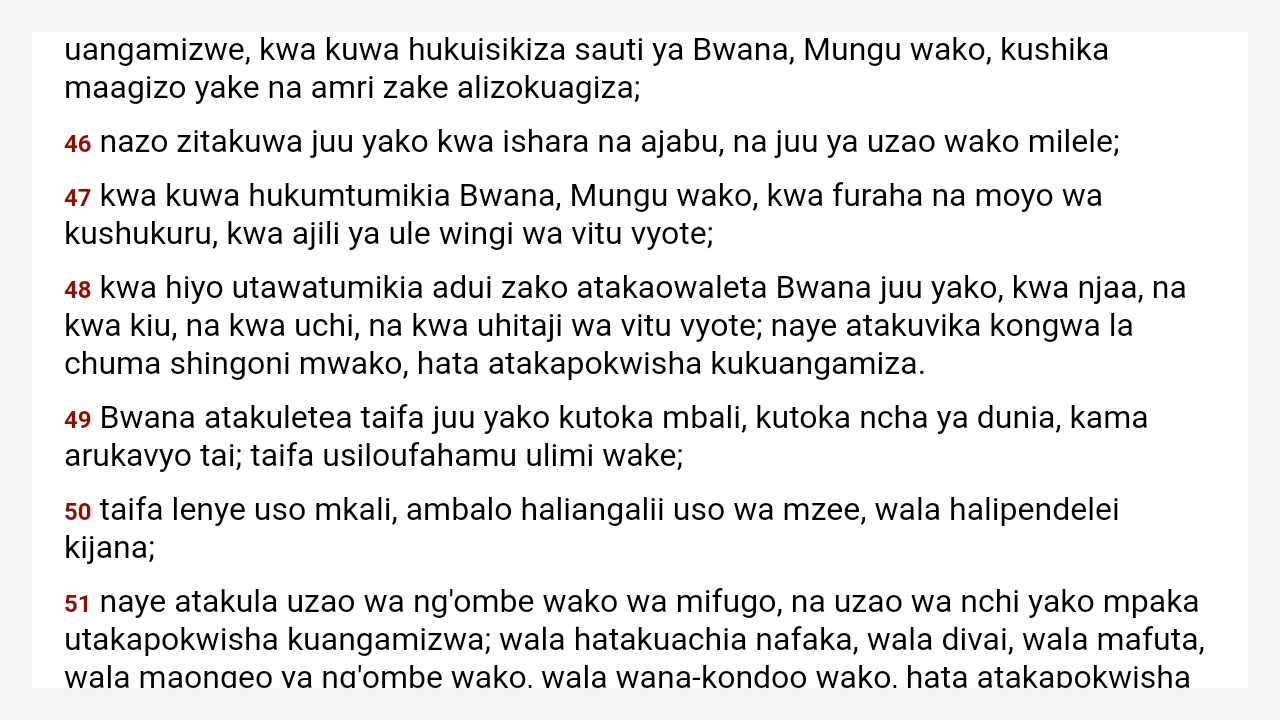 uangamizwe, kwa kuwa hukuisikiza sauti ya Bwana, Mungu wako, kushika
maagizo yake na amri zake alizokuagiza;
46 nazo zitakuwa juu yako kwa ishara na ajabu, na juu ya uzao wako milele;
47 kwa kuwa hukumtumikia Bwana, Mungu wako, kwa furaha na moyo wa
kushukuru, kwa ajili ya ule wingi wa vitu vyote;
48 kwa hiyo utawatumikia adui zako atakaowaleta Bwana juu yako, kwa njaa, na
kwa kiu, na kwa uchi, na kwa uhitaji wa vitu vyote; naye atakuvika kongwa la
chuma shingoni mwako, hata atakapokwisha kukuangamiza.
49 Bwana atakuletea taifa juu yako kutoka mbali, kutoka ncha ya dunia, kama
arukavyo tai; taifa usiloufahamu ulimi wake;
50 taifa lenye uso mkali, ambalo haliangalii uso wa mzee, wala halipendelei
kijana;
51 naye atakula uzao wa ng'ombe wako wa mifugo, na uzao wa nchi yako mpaka
utakapokwisha kuangamizwa; wala hatakuachia nafaka, wala divai, wala mafuta,
wala maongeo ya ng'ombe wako, wala wana-kondoo wako, hata atakapokwisha